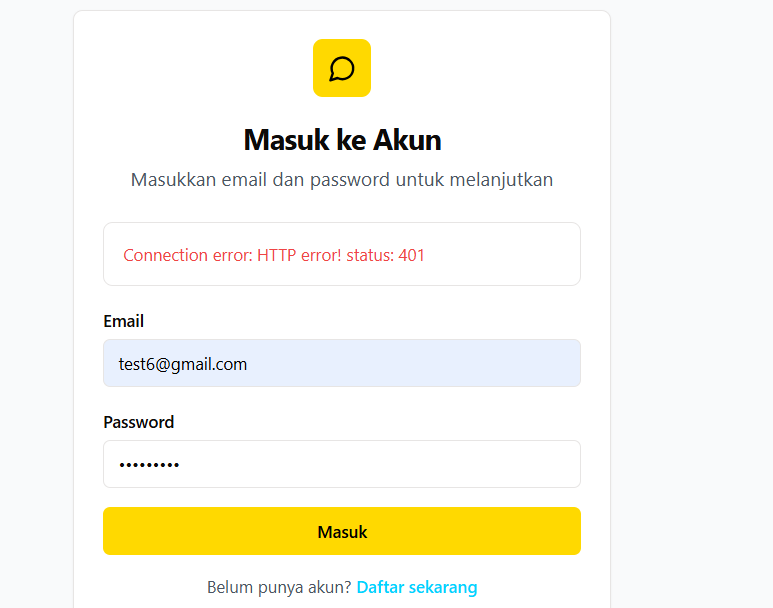 Masuk ke Akun
Masukkan email dan password untuk melanjutkan
Connection error: HTTP error! status: 401
Email
test6@gmail.com
Password
•••••••••
Masuk
Belum punya akun? Daftar sekarang